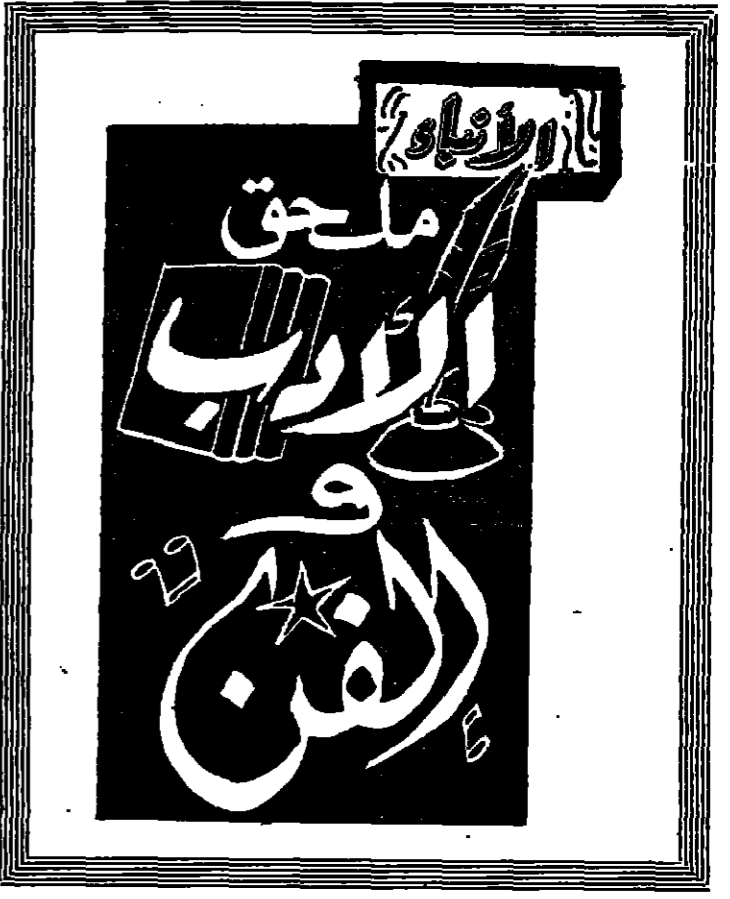 الأنباء
ملحق
الأدب
و
الفن